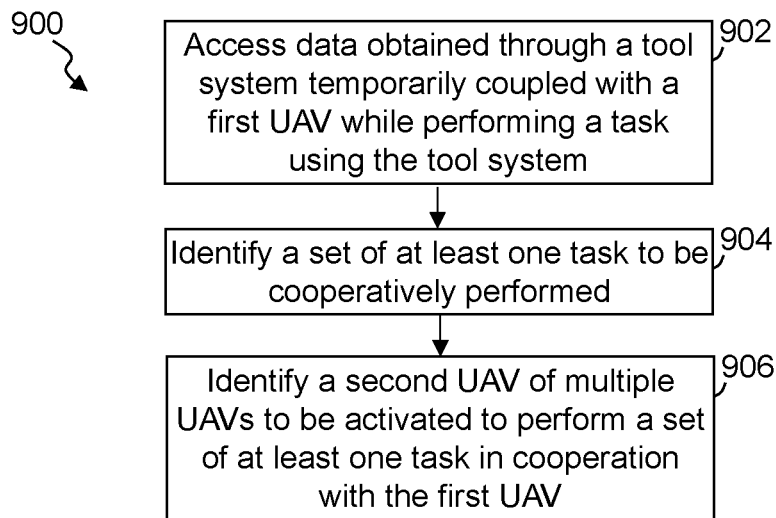 900
Access data obtained through a tool
system temporarily coupled with a
first UAV while performing a task
using the tool system
902
Identify a set of at least one task to be
cooperatively performed
904
Identify a second UAV of multiple
UAVs to be activated to perform a set
of at least one task in cooperation
with the first UAV
906